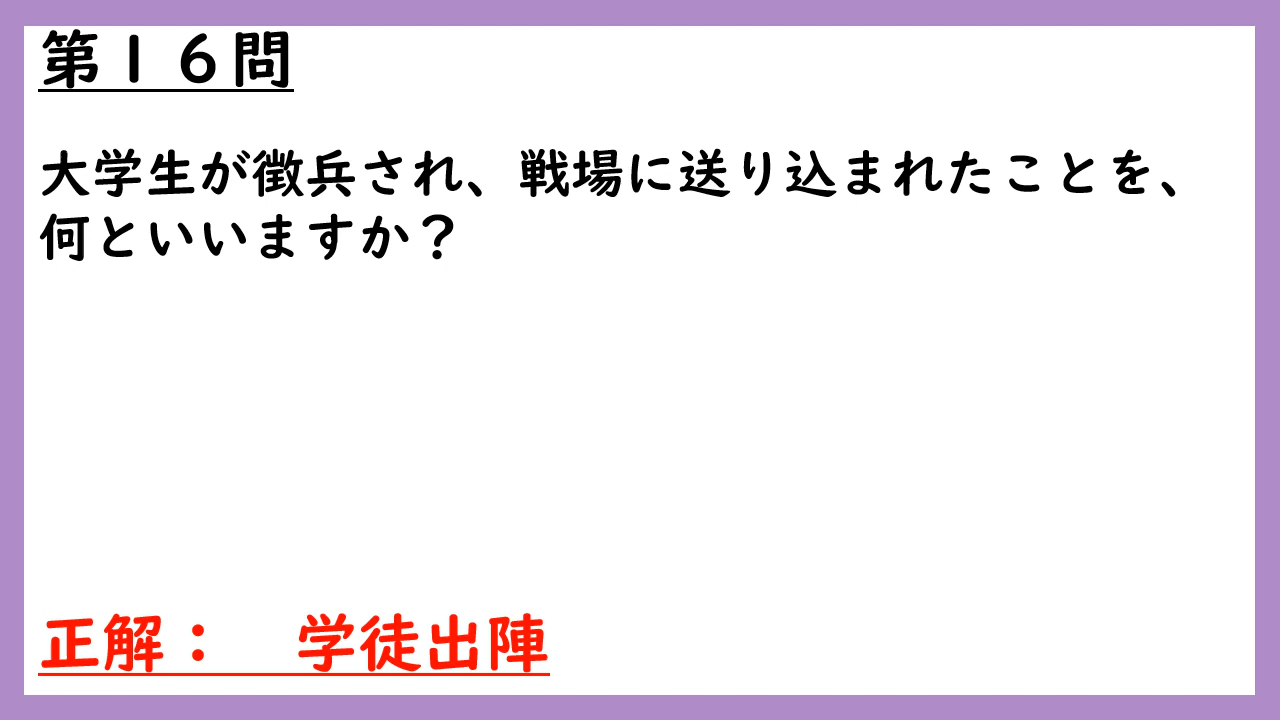 第１６問
大学生が徴兵され、戦場に送り込まれたことを、
何といいますか？
正解：　学徒出陣